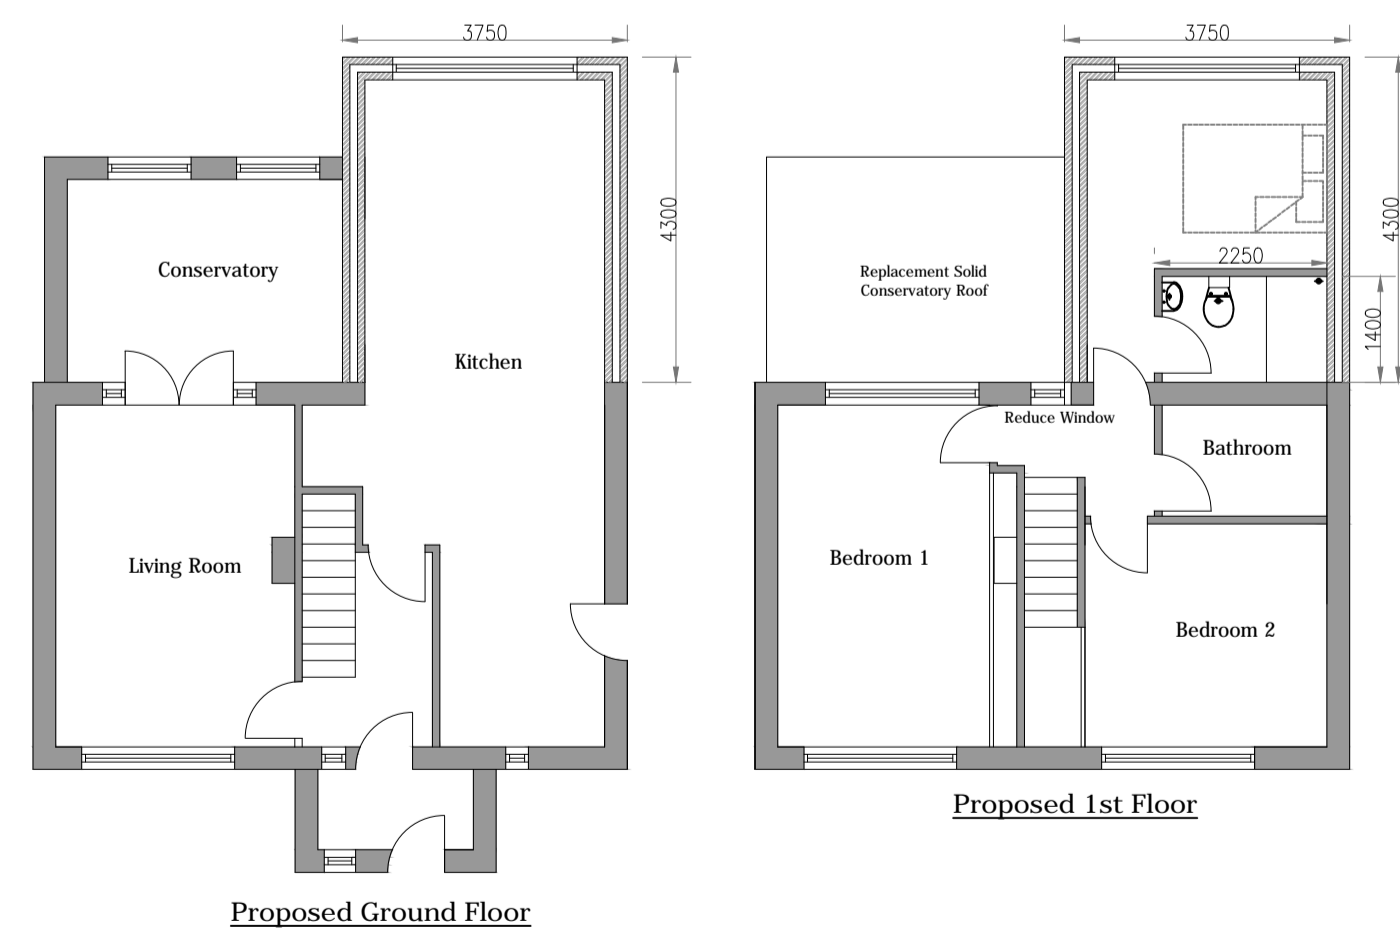 3750
4300
Conservatory
Kitchen
Living Room
Proposed Ground Floor
3750
4300
Replacement Solid
Conservatory Roof
2250
1400
Reduce Window
Bathroom
Bedroom 1
Bedroom 2
Proposed 1st Floor